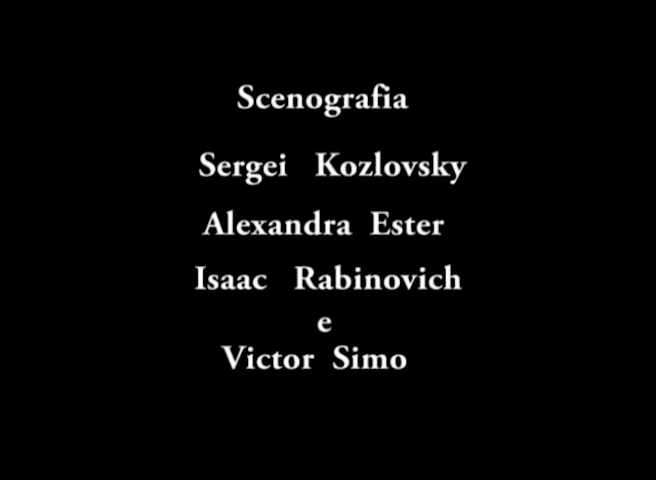 Scenografia
Sergei Kozlovsky
Alexandra Ester
Isaac Rabinovich
e
Victor Simo